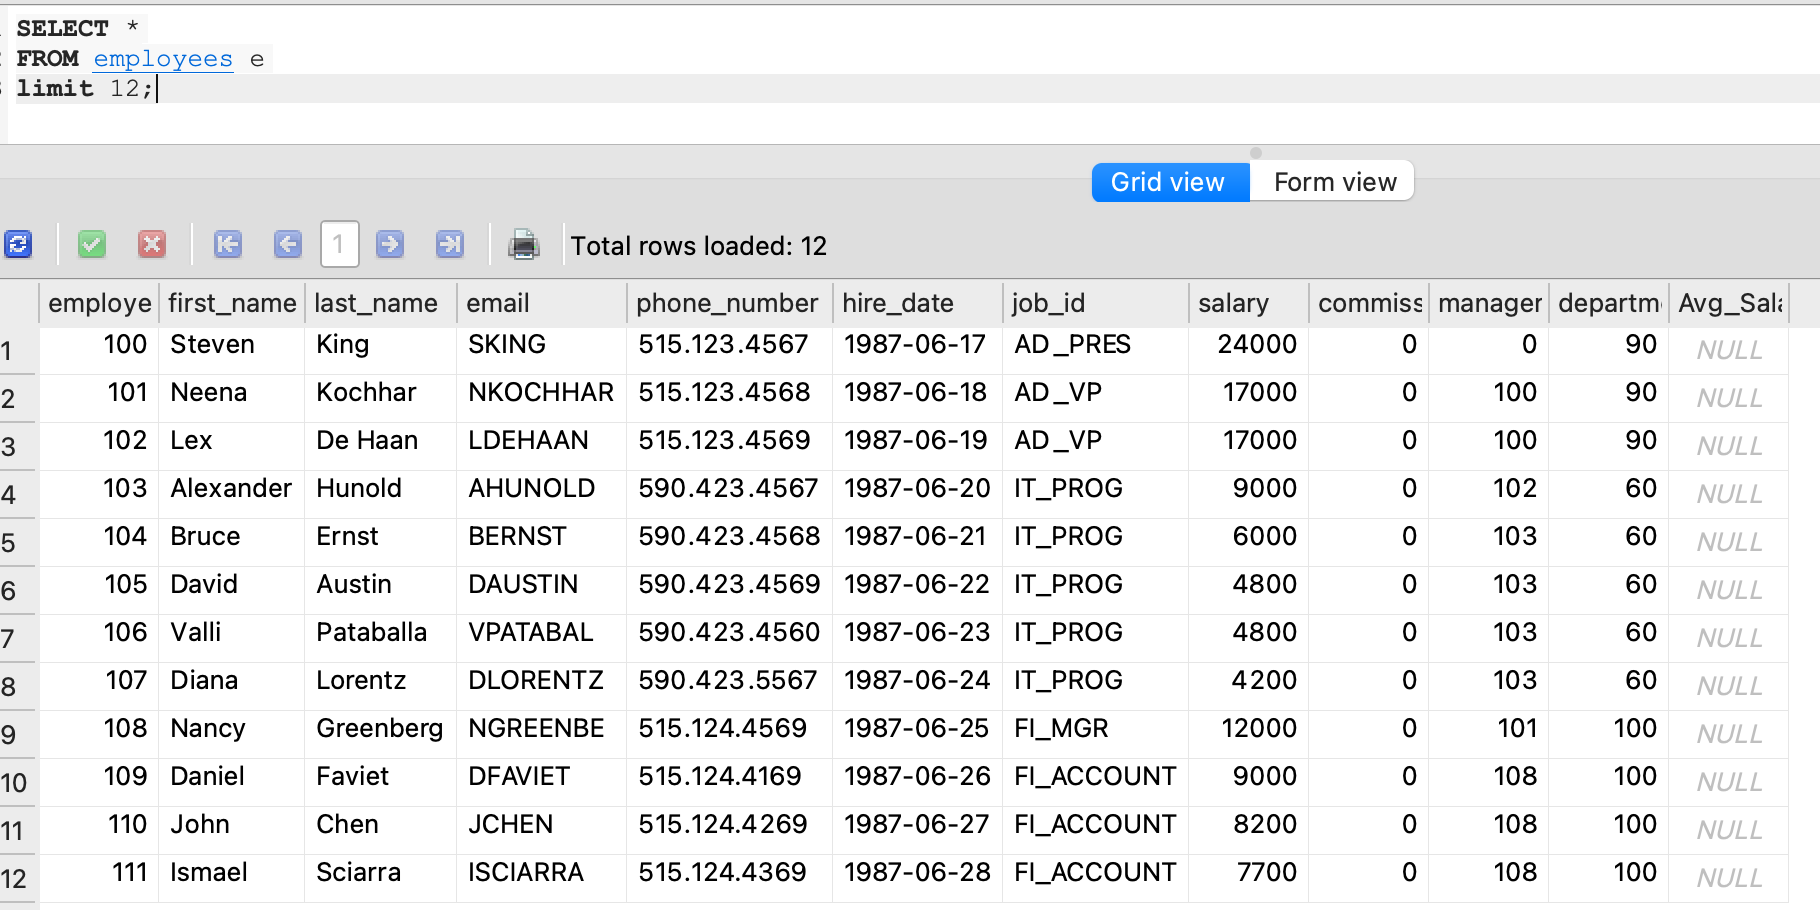 SELECT *
FROM employees e
limit 12;
Grid view Form view
1 Total rows loaded: 12
employe first_name last_name email phone_number hire_date job_id salary commiss manager departm Avg_Sala
1 100 Steven King SKING 515.123.4567 1987-06-17 AD_PRES 24000 0 0 90 NULL
2 101 Neena Kochhar NKOCHHAR 515.123.4568 1987-06-18 AD_VP 17000 0 100 90 NULL
3 102 Lex De Haan LDEHAAN 515.123.4569 1987-06-19 AD_VP 17000 0 100 90 NULL
4 103 Alexander Hunold AHUNOLD 590.423.4567 1987-06-20 IT_PROG 9000 0 102 60 NULL
5 104 Bruce Ernst BERNST 590.423.4568 1987-06-21 IT_PROG 6000 0 103 60 NULL
6 105 David Austin DAUSTIN 590.423.4569 1987-06-22 IT_PROG 4800 0 103 60 NULL
7 106 Valli Pataballa VPATABAL 590.423.4560 1987-06-23 IT_PROG 4800 0 103 60 NULL
8 107 Diana Lorentz DLORENTZ 590.423.5567 1987-06-24 IT_PROG 4200 0 103 60 NULL
9 108 Nancy Greenberg NGREENBE 515.124.4569 1987-06-25 FI_MGR 12000 0 101 100 NULL
10 109 Daniel Faviet DFAVIET 515.124.4169 1987-06-26 FI_ACCOUNT 9000 0 108 100 NULL
11 110 John Chen JCHEN 515.124.4269 1987-06-27 FI_ACCOUNT 8200 0 108 100 NULL
12 111 Ismael Sciarra ISCIARRA 515.124.4369 1987-06-28 FI_ACCOUNT 7700 0 108 100 NULL